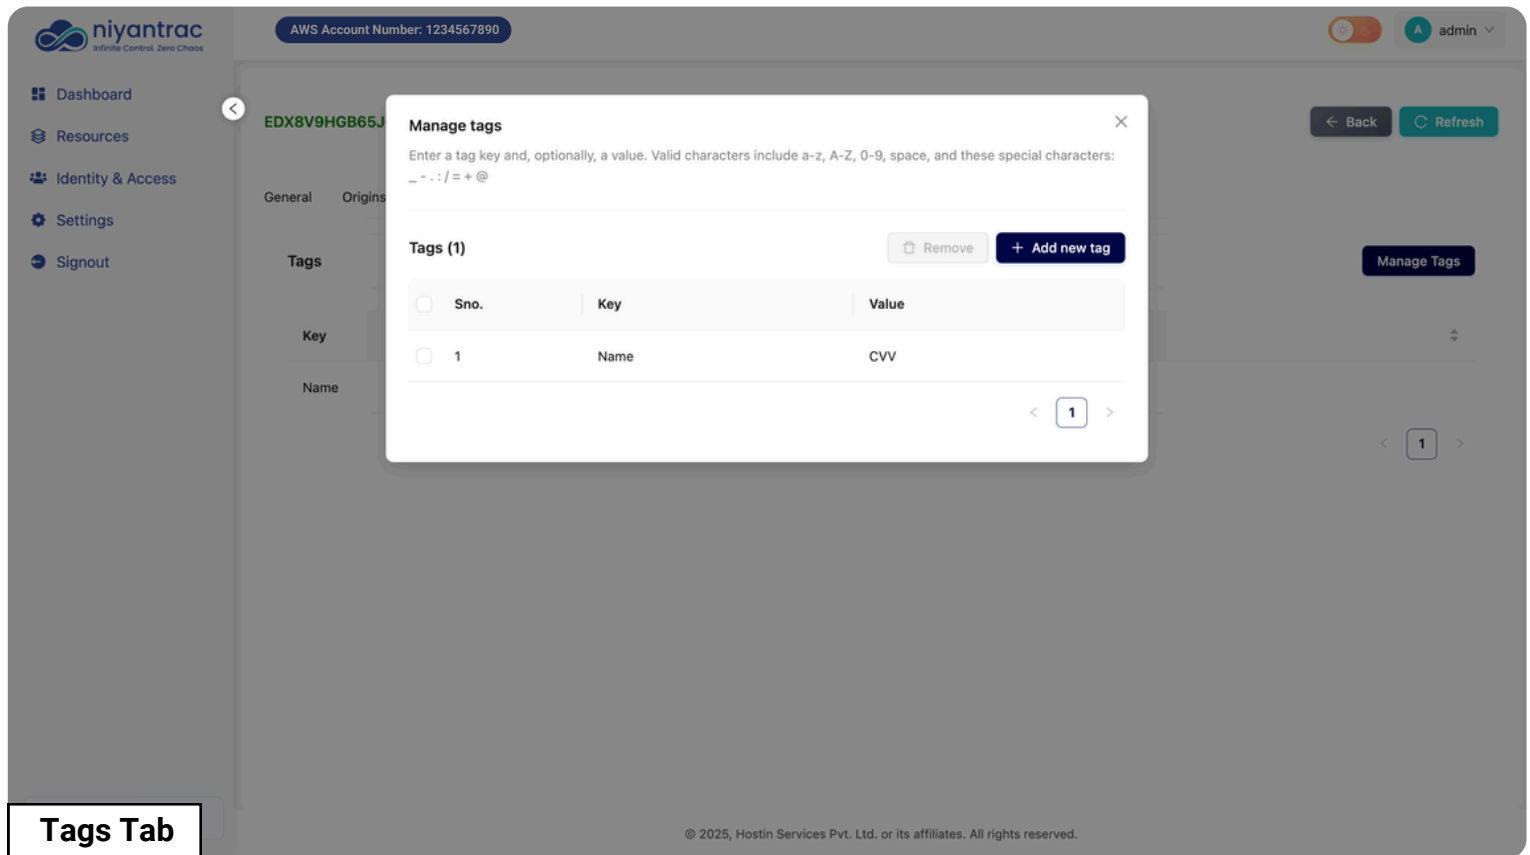 niyantrac
Infinite Control. Zero Chaos
AWS Account Number: 1234567890
A admin
Dashboard
Resources
Identity & Access
Settings
Signout
EDX8V9HGB65J
Back
Refresh
General Origins
Tags
Manage Tags
Key
Name
Manage tags
Enter a tag key and, optionally, a value. Valid characters include a-z, A-Z, 0-9, space, and these special characters:
_ - . : / = + @
Tags (1)
Remove
+ Add new tag
Sno. Key Value
1 Name CVV
< 1 >
< 1 >
© 2025, Hostin Services Pvt. Ltd. or its affiliates. All rights reserved.
Tags Tab